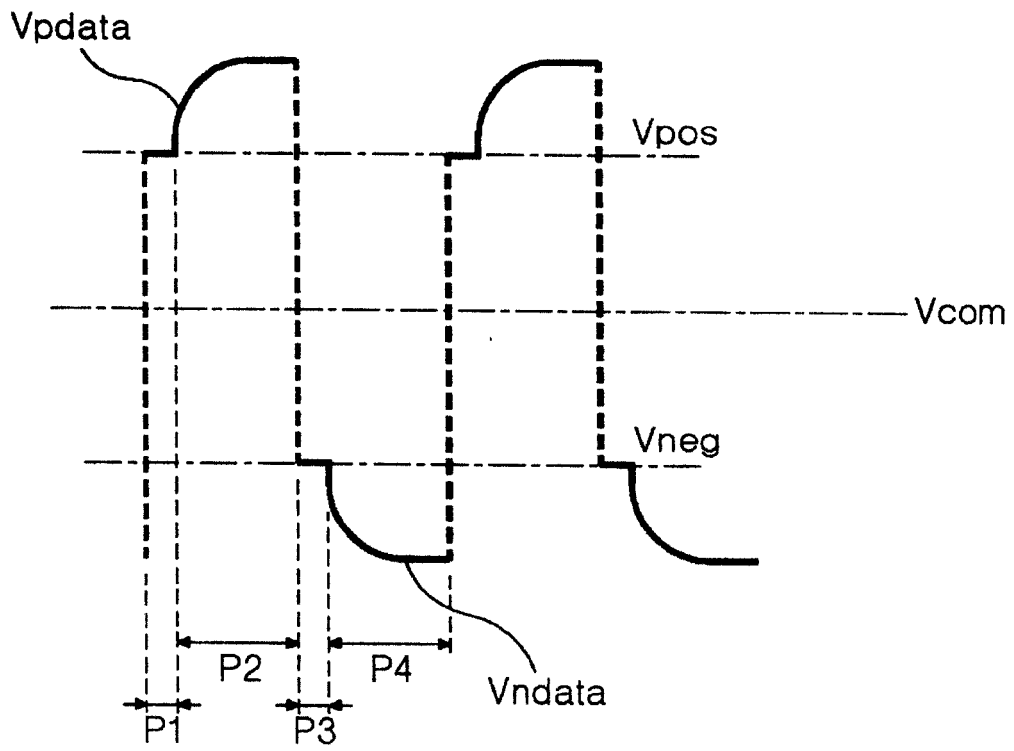 Vpdata
Vpos
Vcom
Vneg
P2
P4
Vndata
P1
P3